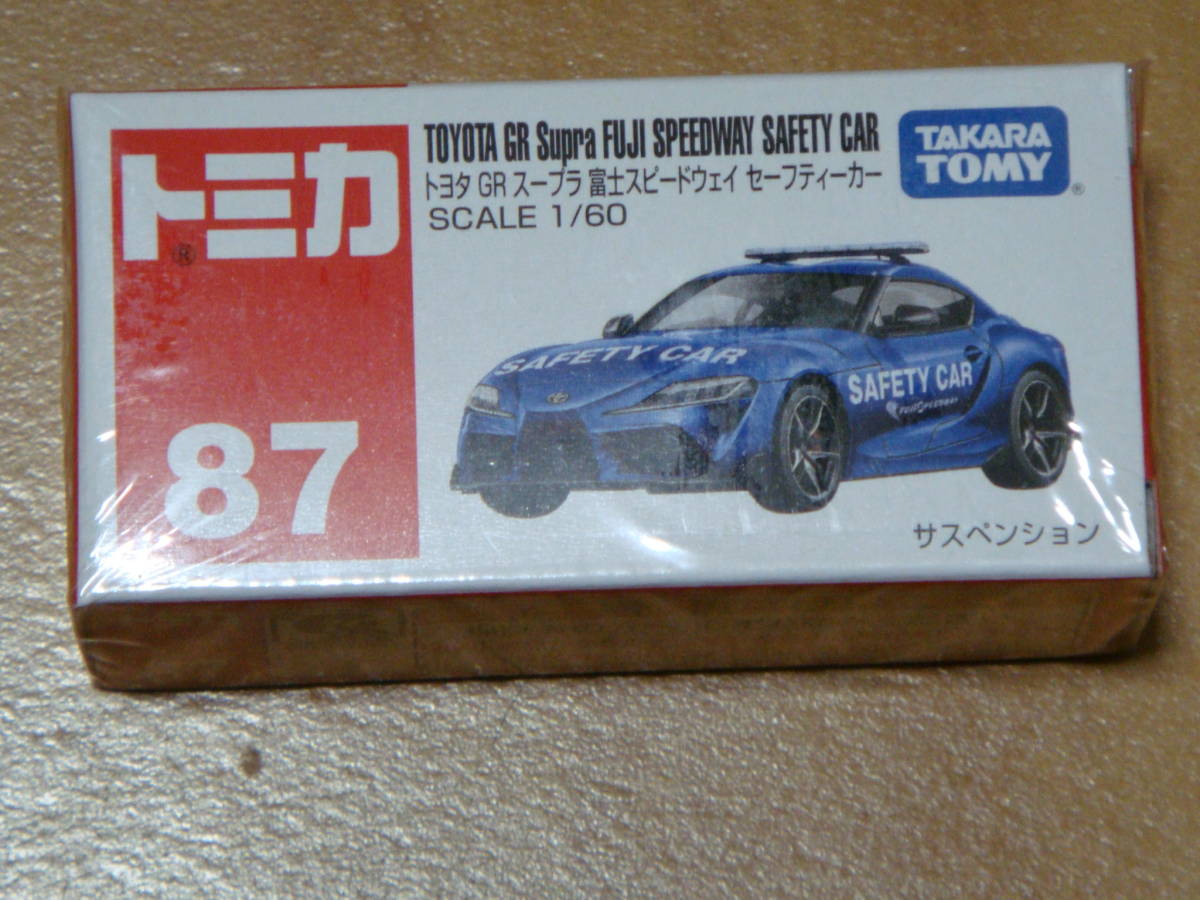 トミカ
®
87
TOYOTA GR Supra FUJI SPEEDWAY SAFETY CAR
トヨタ GR スープラ 富士スピードウェイ セーフティーカー
SCALE 1/60
TAKARA
TOMY
®
SAFETY CAR
SAFETY CAR
FUJI SPEEDWAY
サスペンション